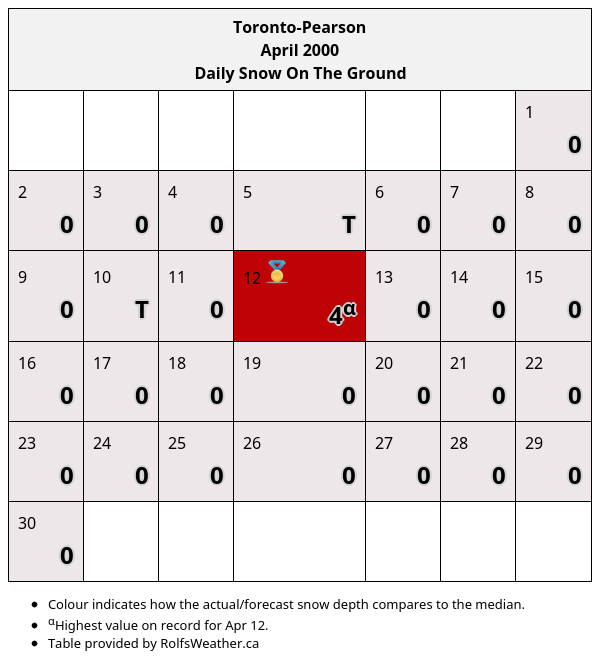 Toronto-Pearson
April 2000
Daily Snow On The Ground
1
0
2 3 4 5 6 7 8
0 0 0 T 0 0 0
9 10 11 12 13 14 15
0 T 0 4α 0 0 0
16 17 18 19 20 21 22
0 0 0 0 0 0 0
23 24 25 26 27 28 29
0 0 0 0 0 0 0
30
0
• Colour indicates how the actual/forecast snow depth compares to the median.
• αHighest value on record for Apr 12.
• Table provided by RolfsWeather.ca